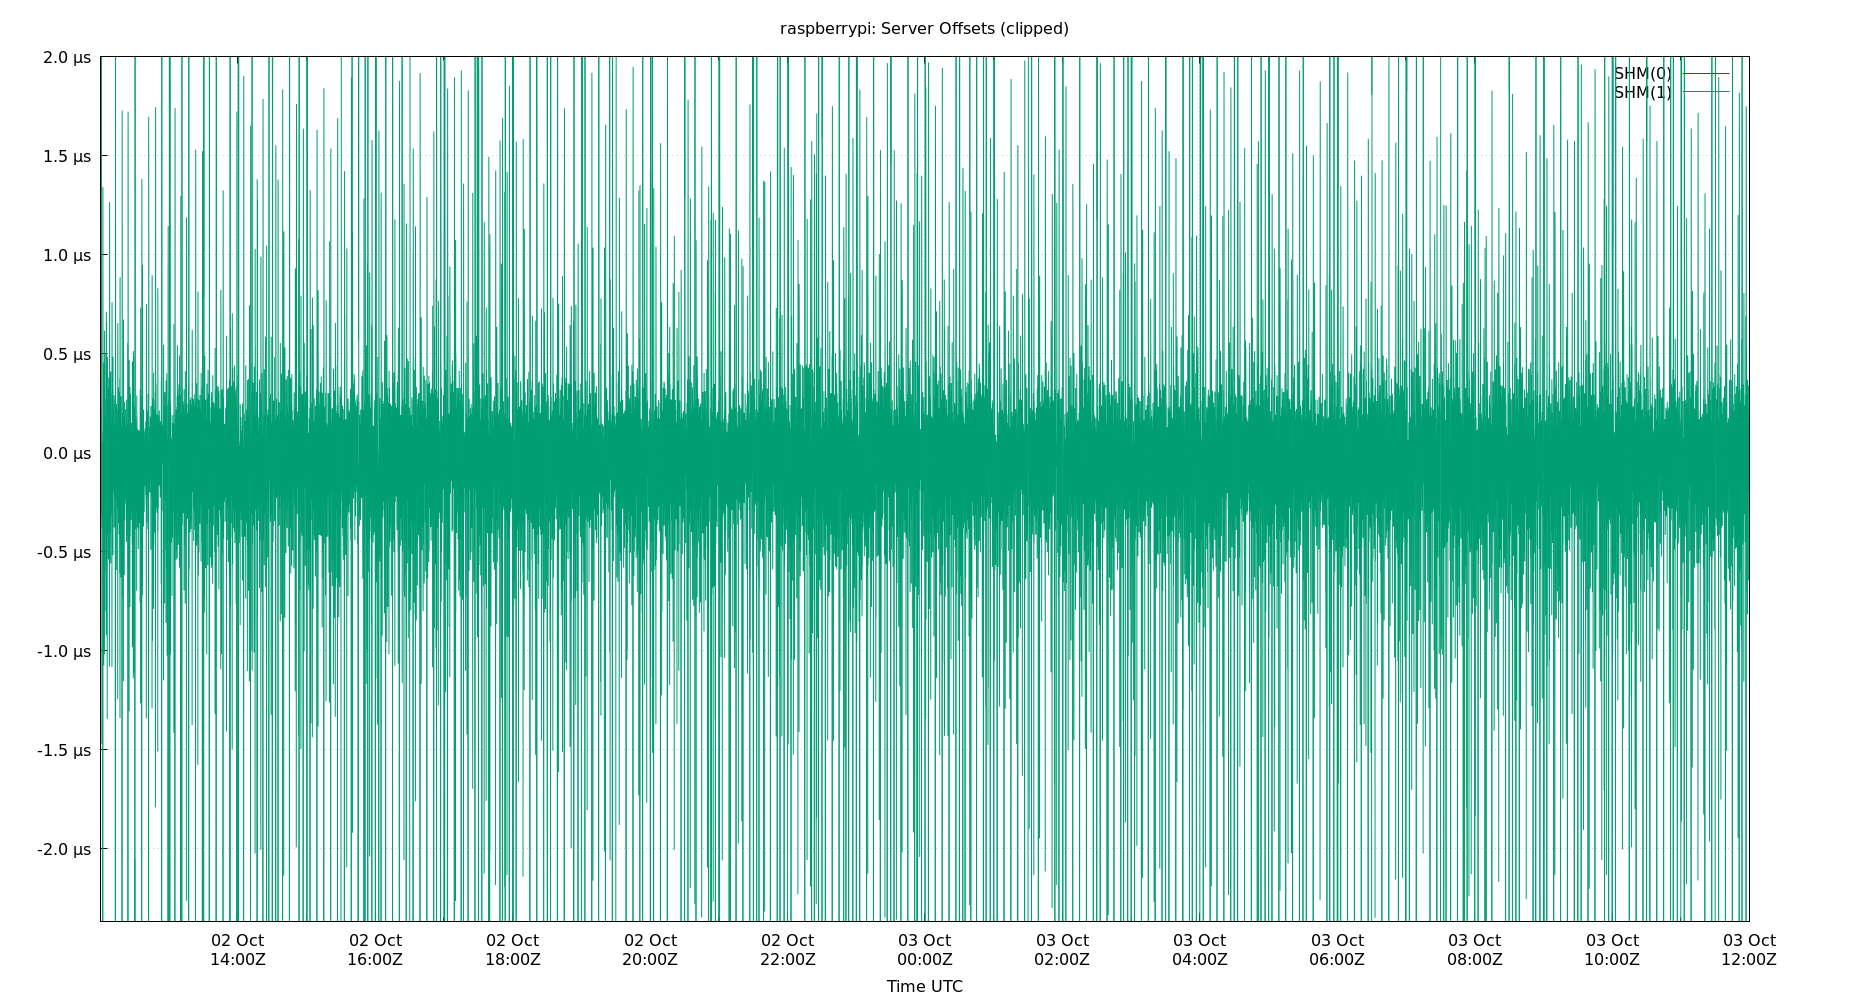 raspberrypi: Server Offsets (clipped)
2.0 µs
1.5 µs
1.0 µs
0.5 µs
0.0 µs
-0.5 µs
-1.0 µs
-1.5 µs
-2.0 µs
SHM(0)
SHM(1)
02 Oct 02 Oct 02 Oct 02 Oct 02 Oct 03 Oct 03 Oct 03 Oct 03 Oct 03 Oct 03 Oct 03 Oct
14:00Z 16:00Z 18:00Z 20:00Z 22:00Z 00:00Z 02:00Z 04:00Z 06:00Z 08:00Z 10:00Z 12:00Z
Time UTC